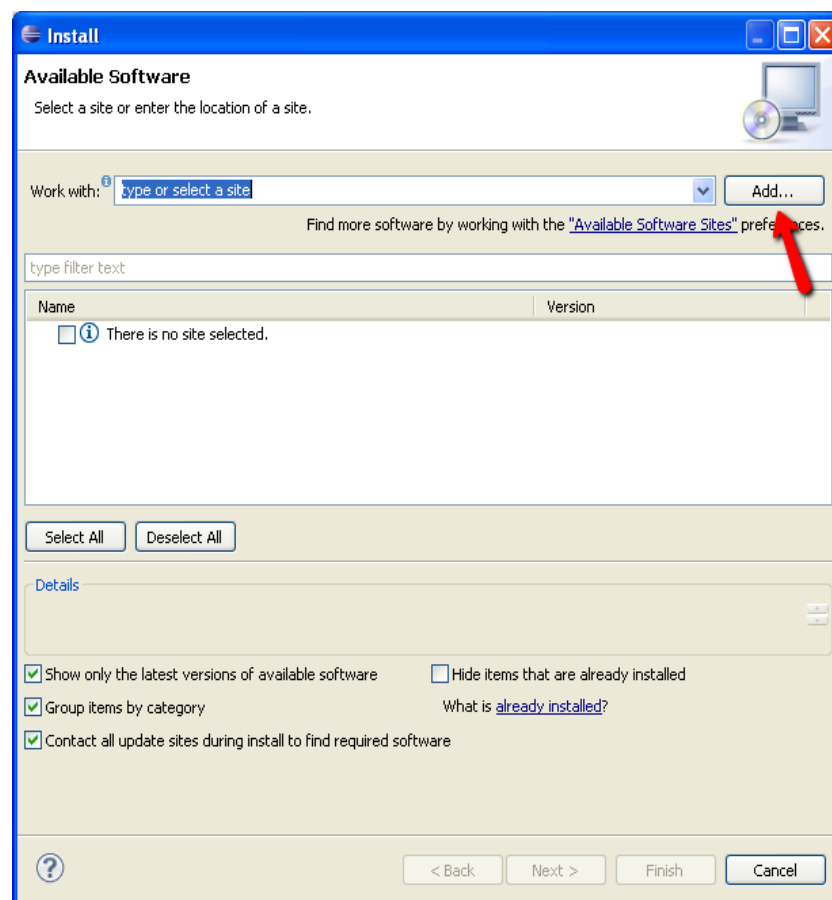 Install
Available Software
Select a site or enter the location of a site.
Work with: type or select a site Add...
Find more software by working with the "Available Software Sites" preferences.
type filter text
Name Version
There is no site selected.
Select All Deselect All
Details
Show only the latest versions of available software Hide items that are already installed
Group items by category What is already installed?
Contact all update sites during install to find required software
? < Back Next > Finish Cancel